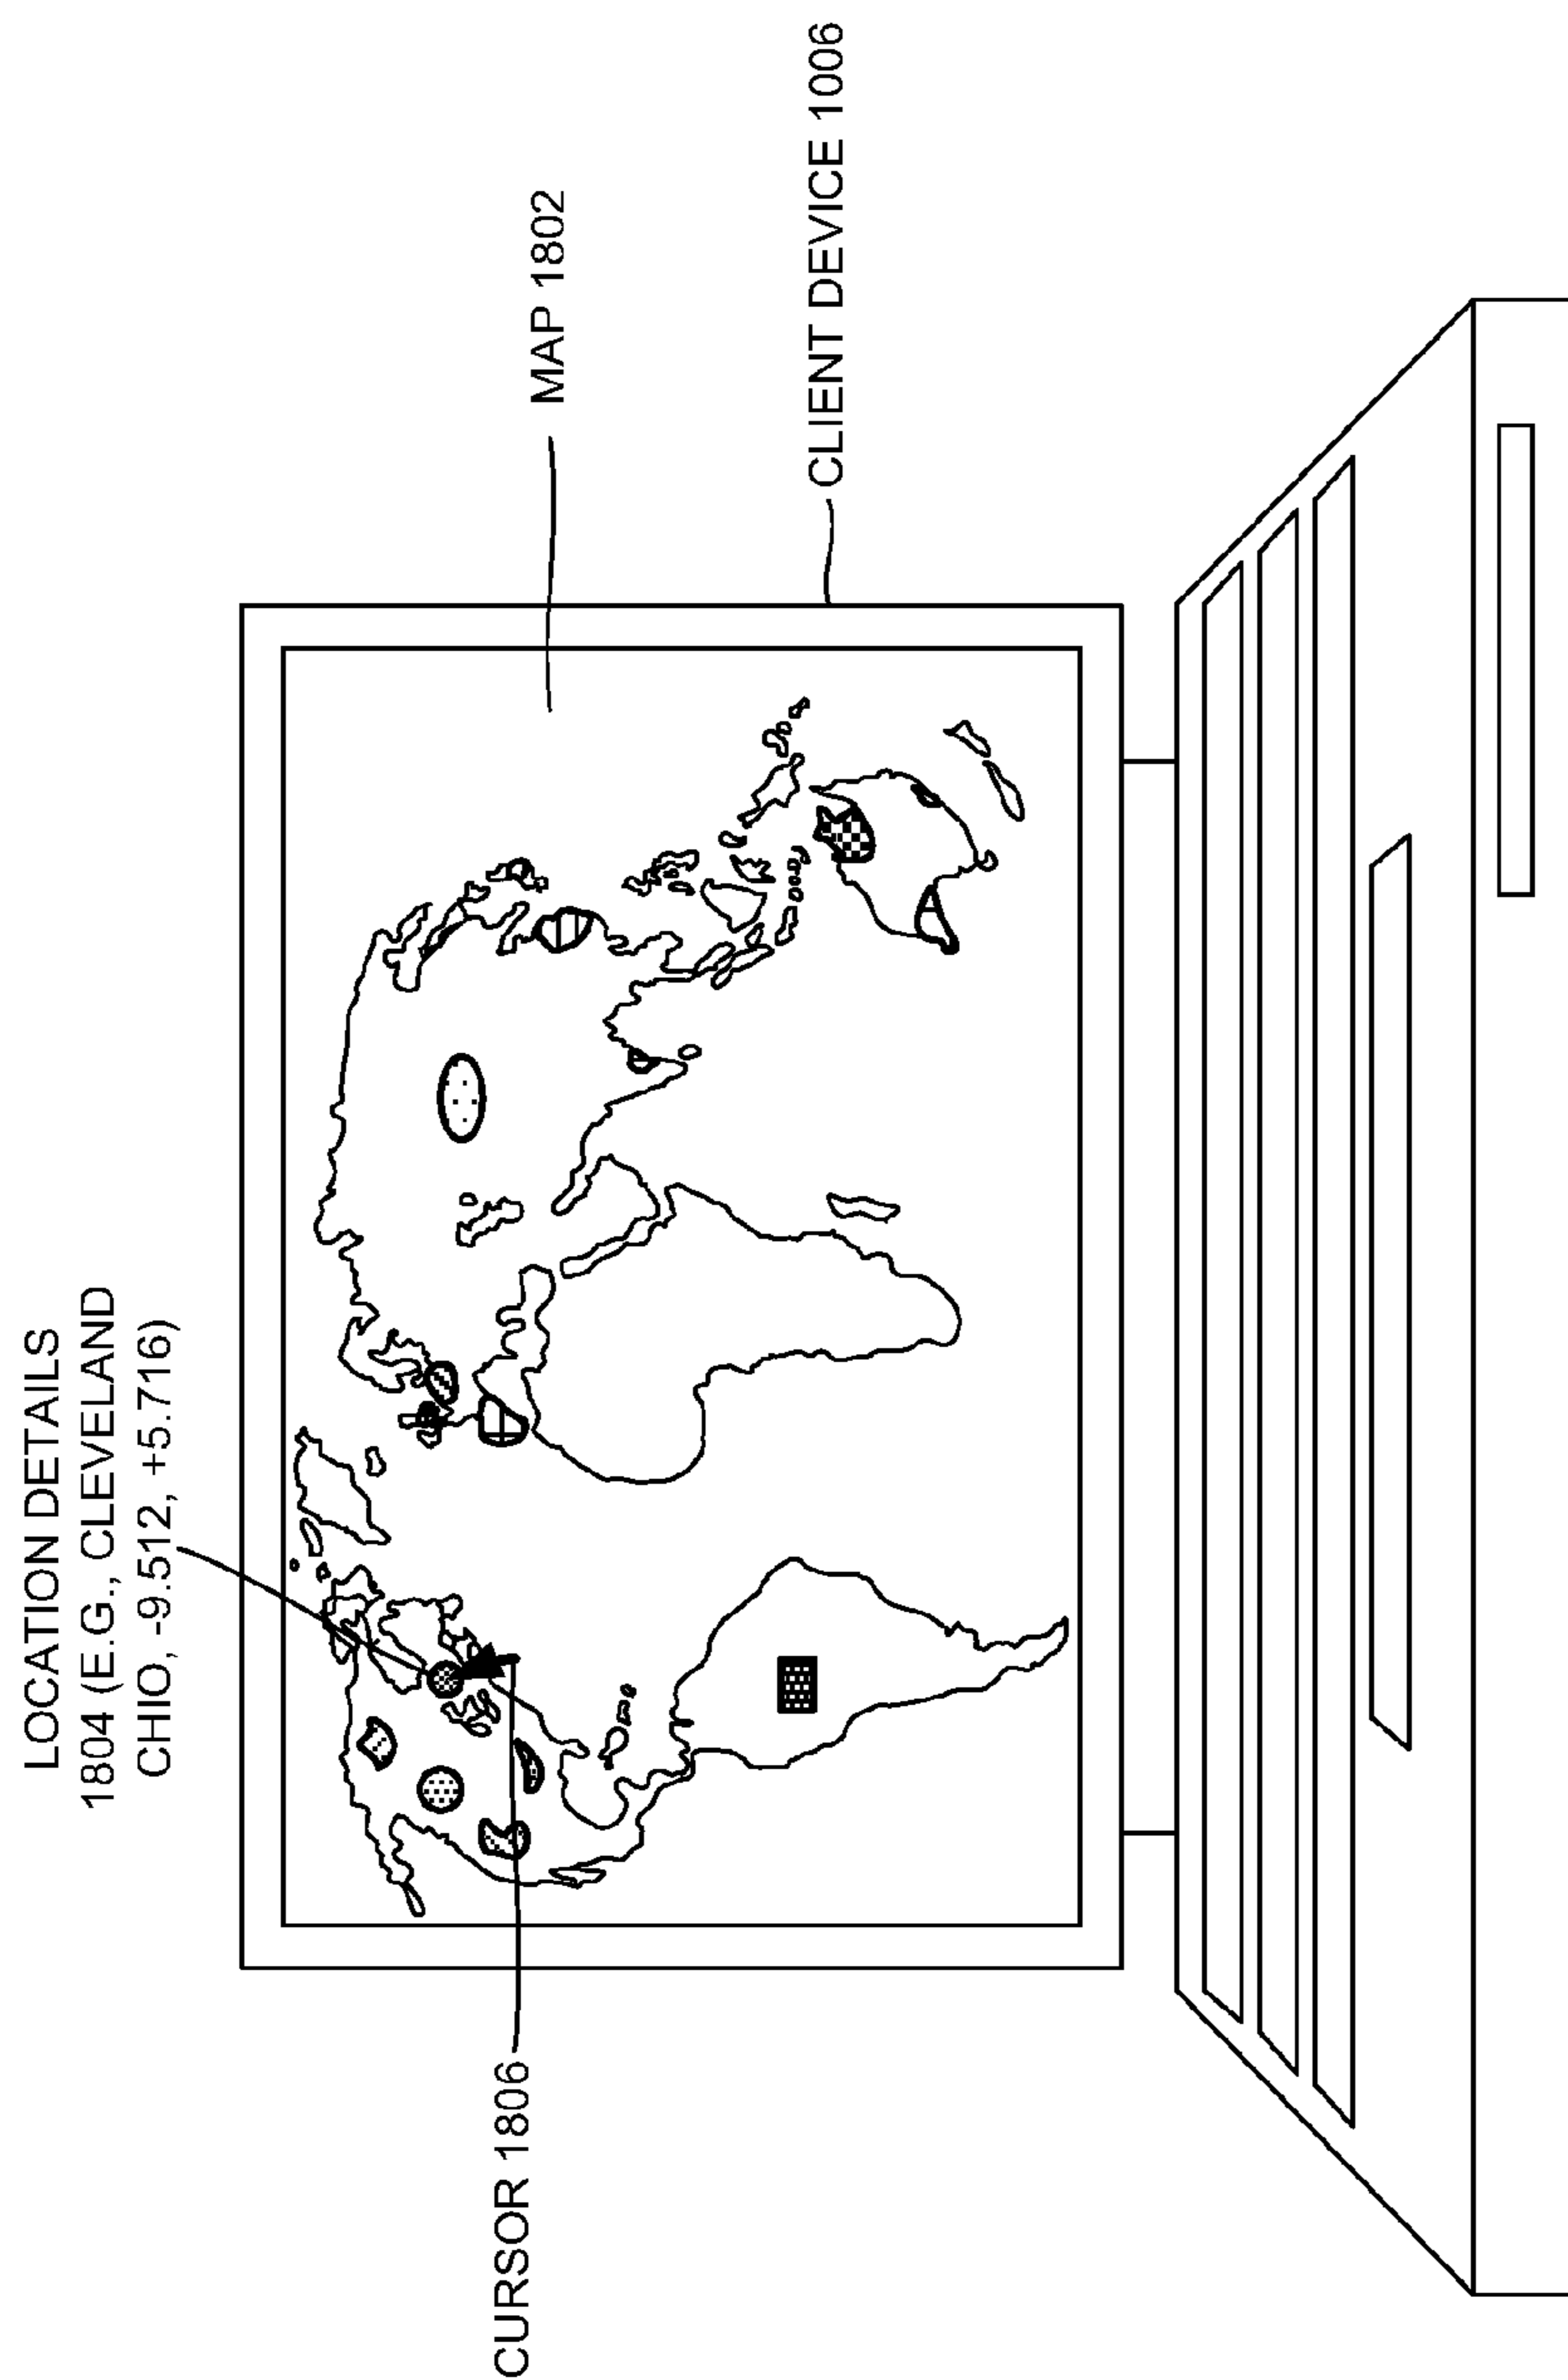 LOCATION DETAILS
1804 (E.G., CLEVELAND
CHIO, -9.512, +5.716)
MAP 1802
CLIENT DEVICE 1006
CURSOR 1806